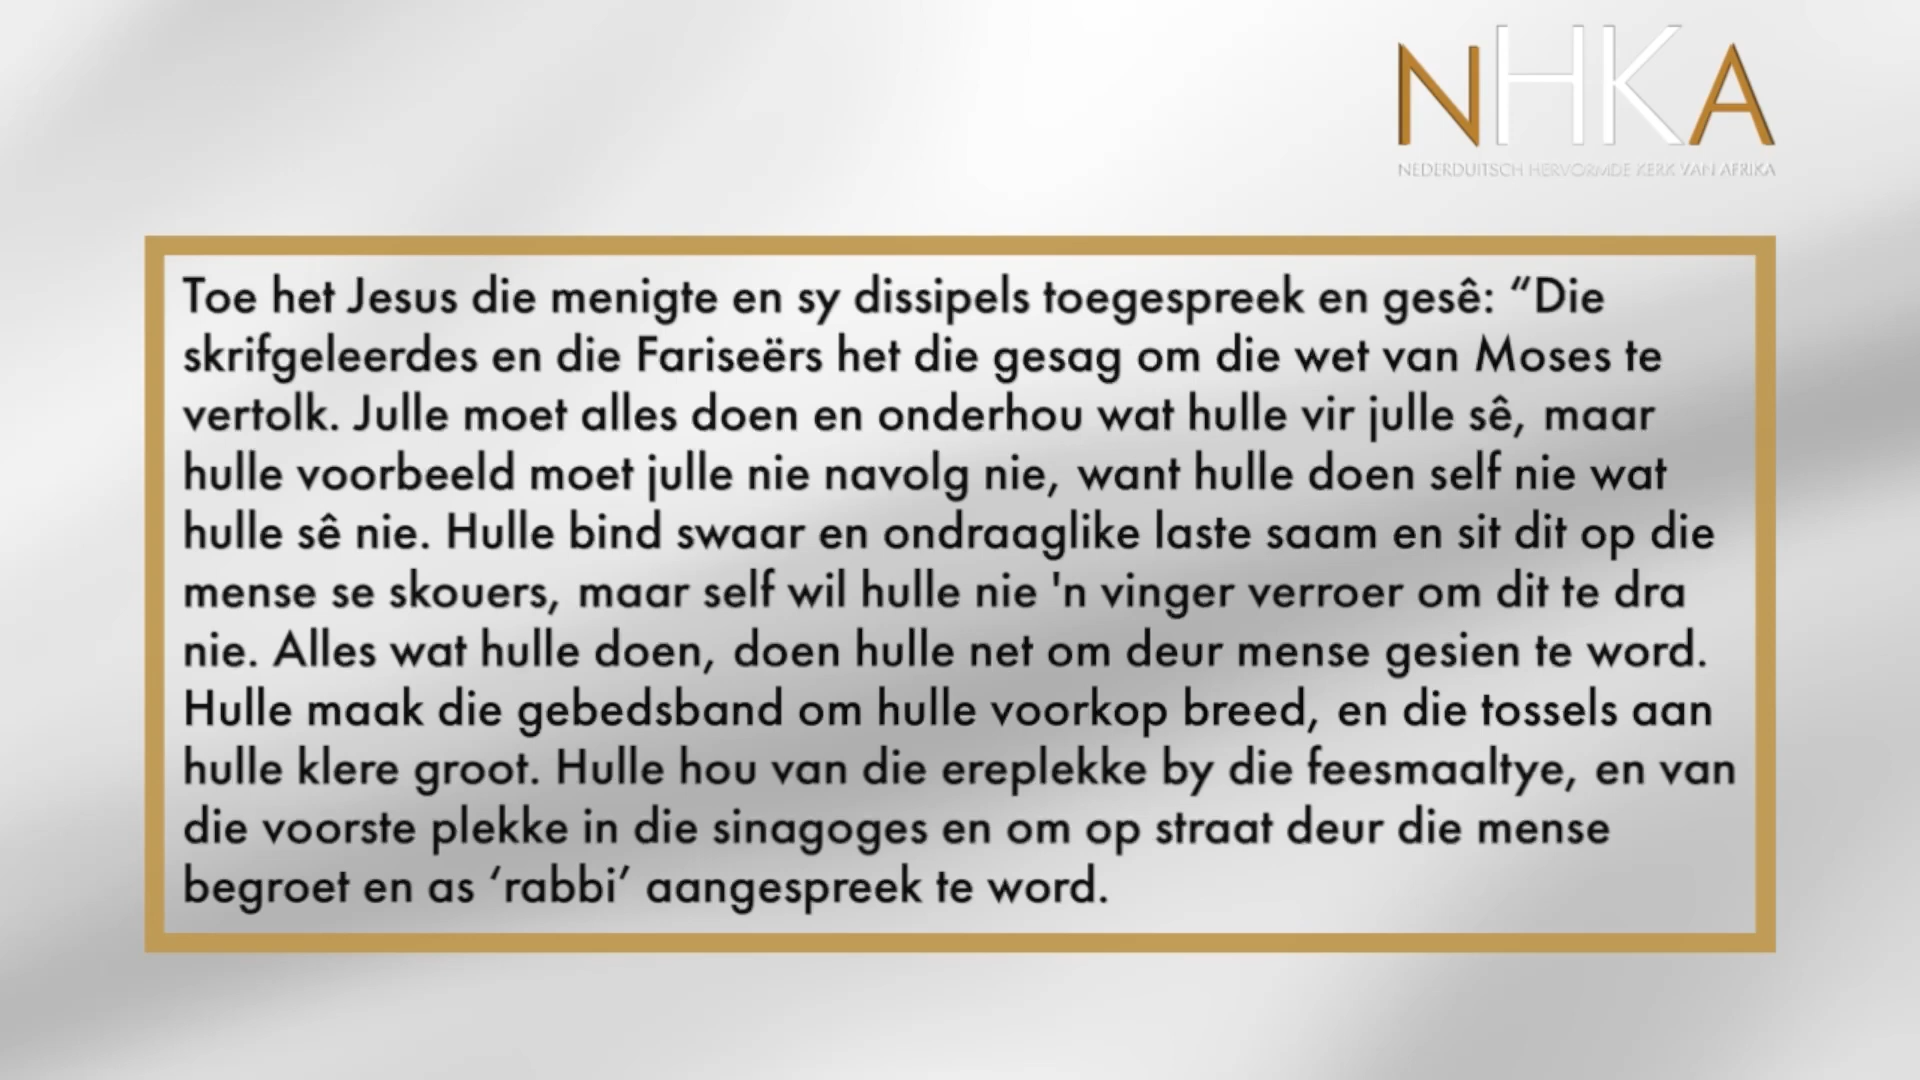 NHKA
NEDERDUITSCH HERVORMDE KERK VAN AFRIKA
Toe het Jesus die menigte en sy dissipels toegespreek en gesê: “Die
skrifgeleerdes en die Fariseërs het die gesag om die wet van Moses te
vertolk. Julle moet alles doen en onderhou wat hulle vir julle sê, maar
hulle voorbeeld moet julle nie navolg nie, want hulle doen self nie wat
hulle sê nie. Hulle bind swaar en ondraaglike laste saam en sit dit op die
mense se skouers, maar self wil hulle nie 'n vinger verroer om dit te dra
nie. Alles wat hulle doen, doen hulle net om deur mense gesien te word.
Hulle maak die gebedsband om hulle voorkop breed, en die tossels aan
hulle klere groot. Hulle hou van die ereplekke by die feesmaaltye, en van
die voorste plekke in die sinagoges en om op straat deur die mense
begroet en as ‘rabbi’ aangespreek te word.